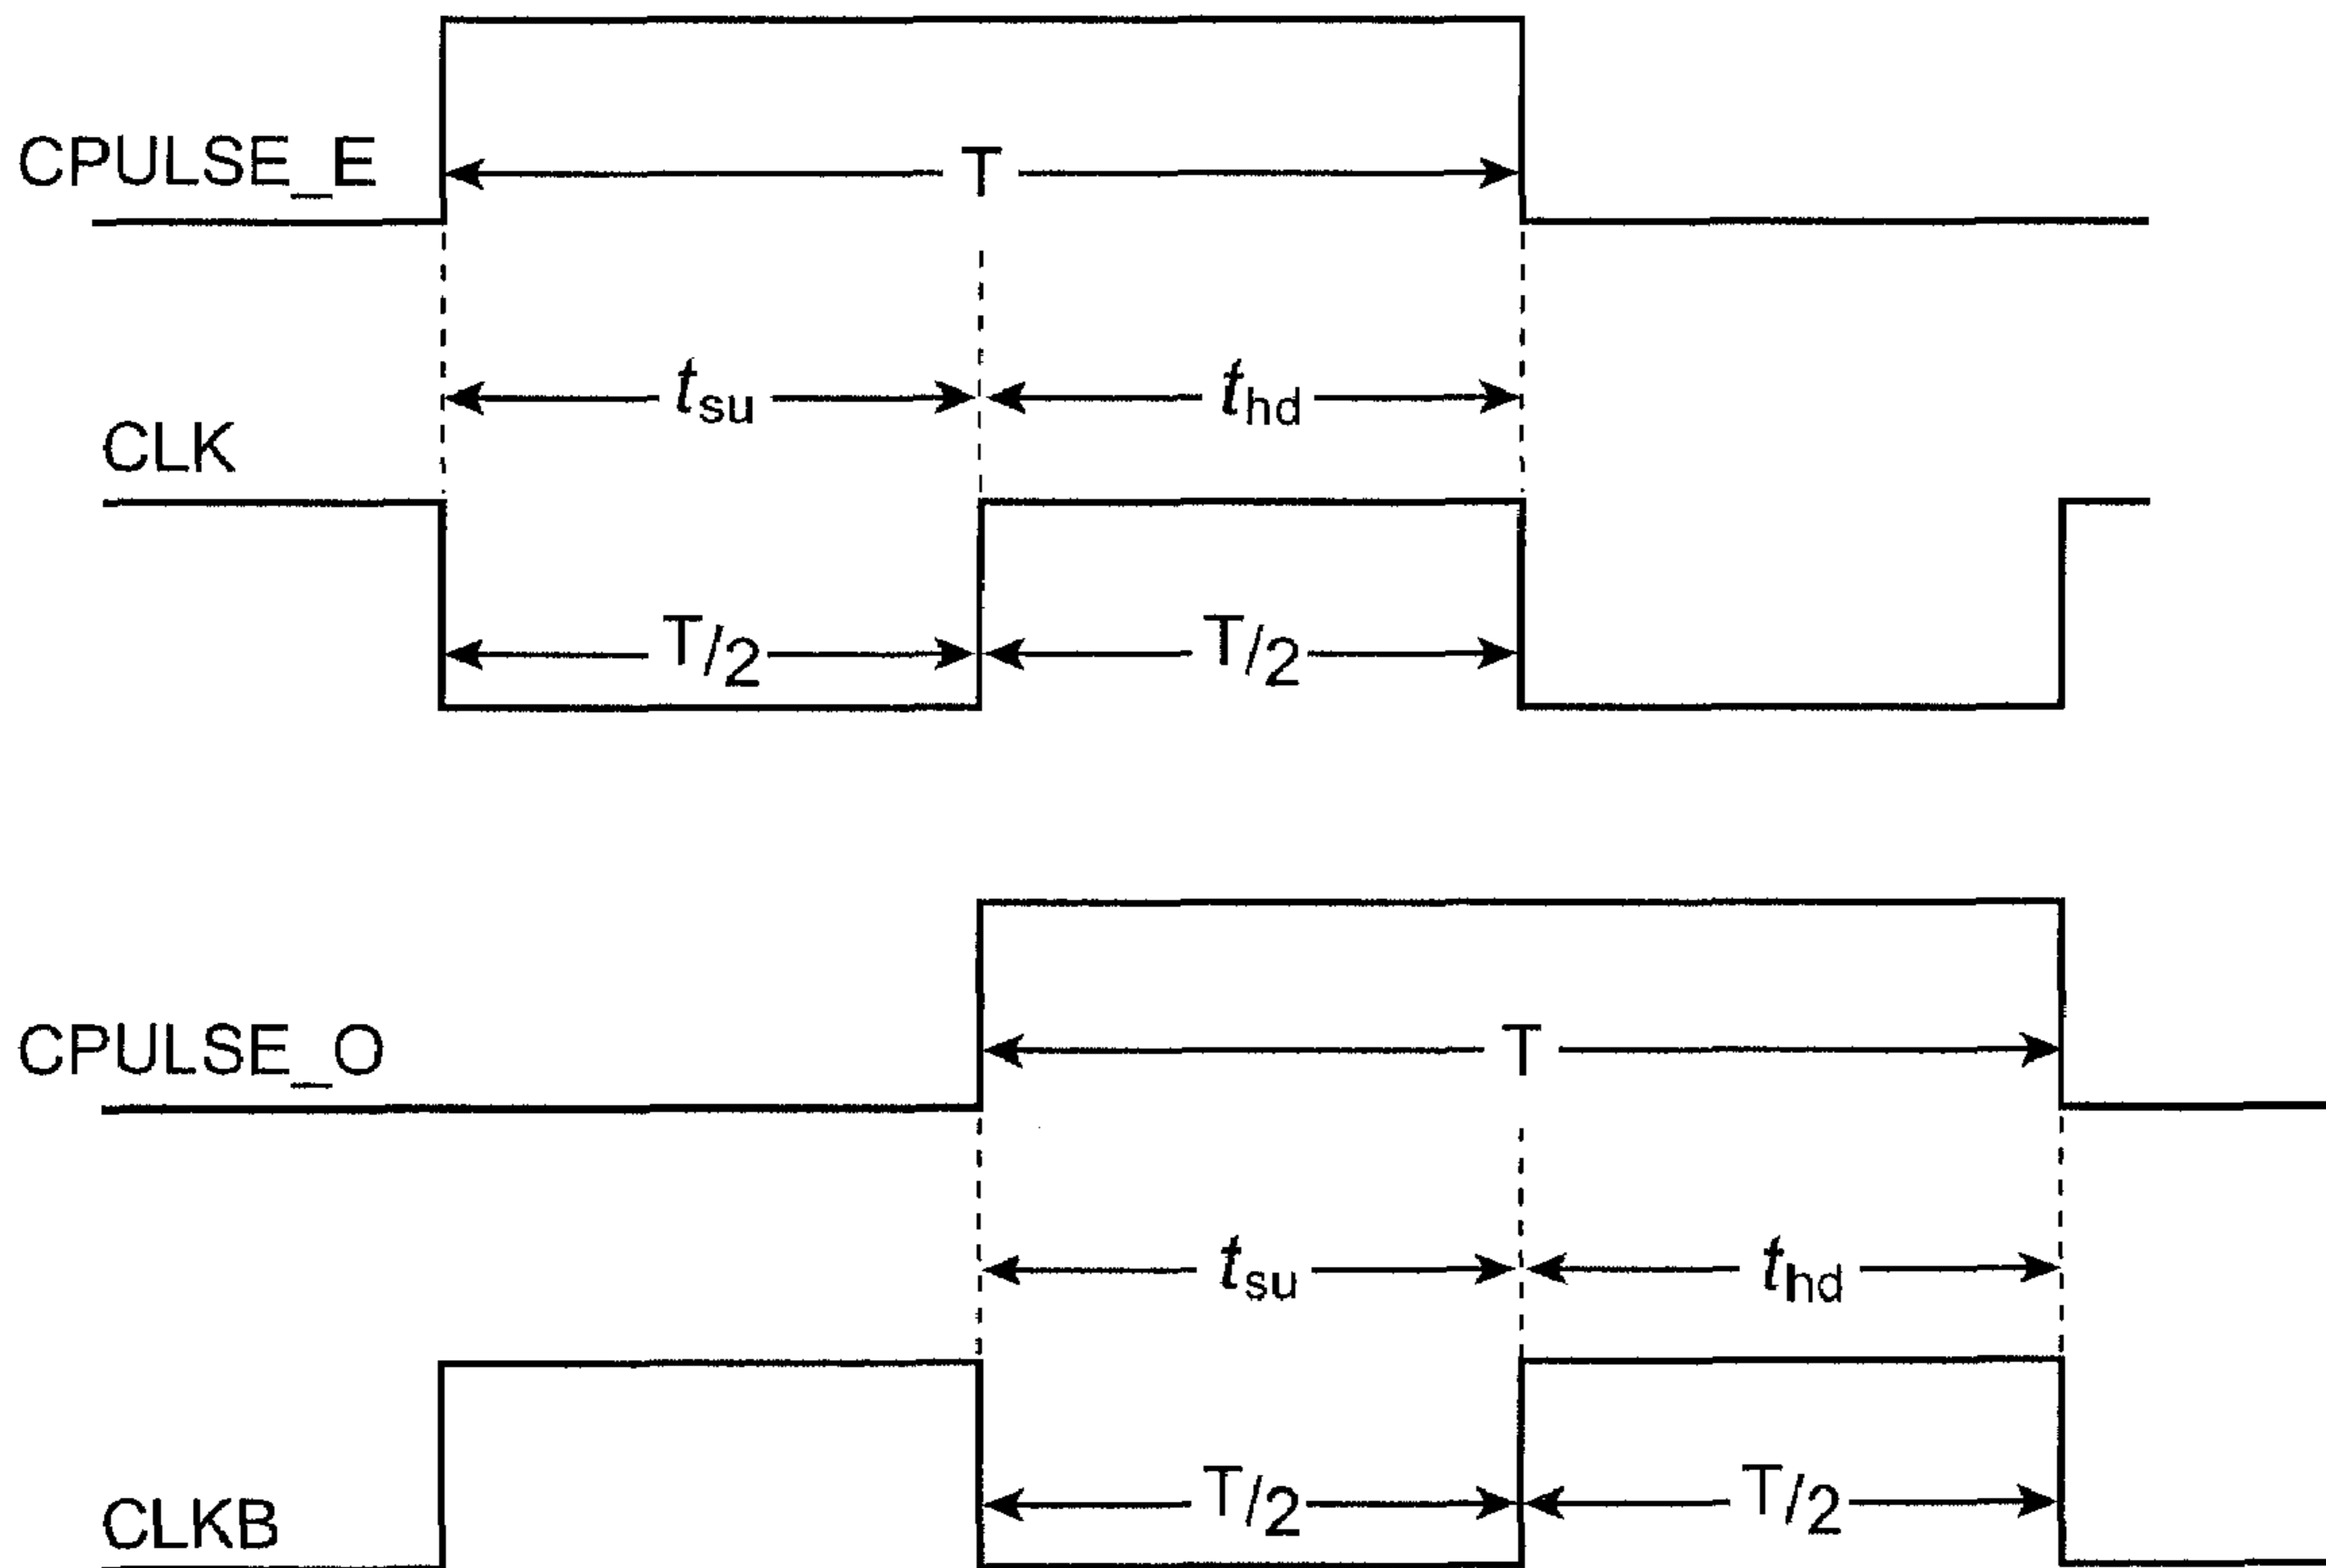 CPULSE_E
T
tsu
thd
CLK
T/2
T/2
CPULSE_O
T
tsu
thd
T/2
T/2
CLKB